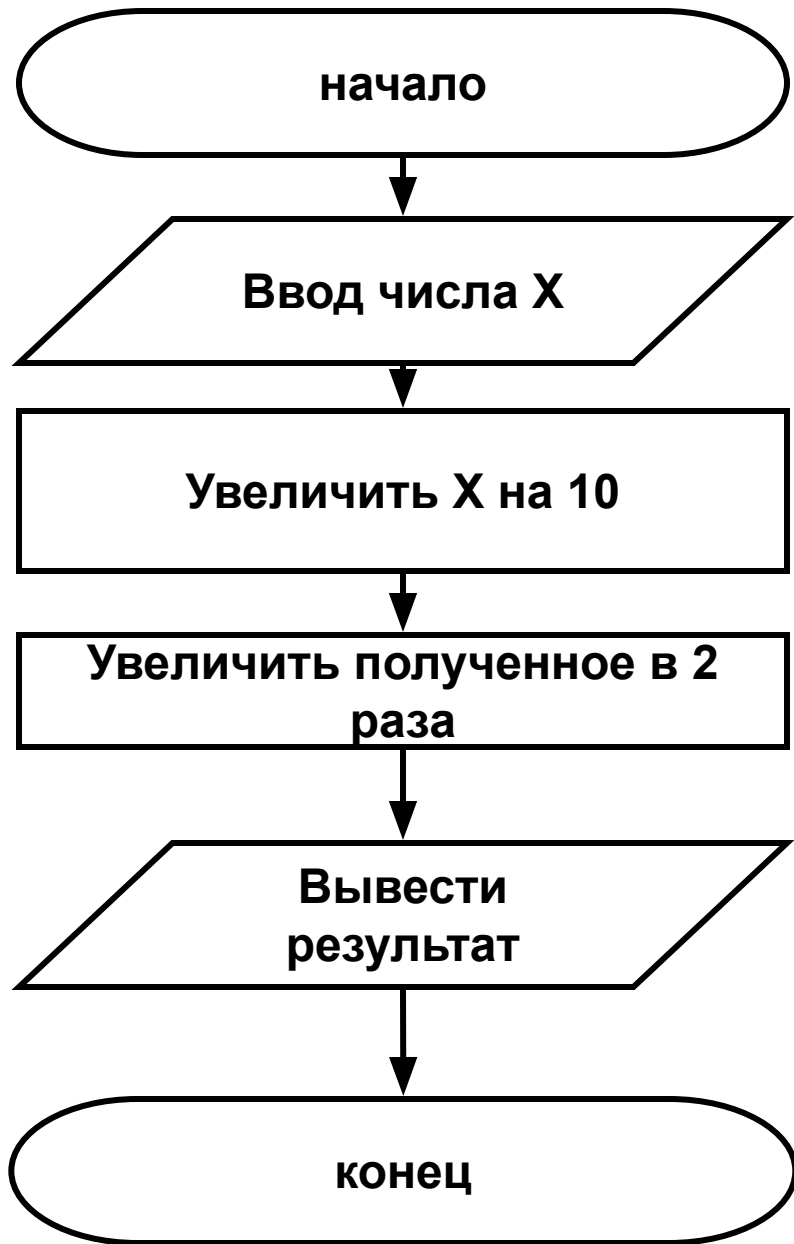 начало
Ввод числа X
Увеличить X на 10
Увеличить полученное в 2
раза
Вывести
результат
конец